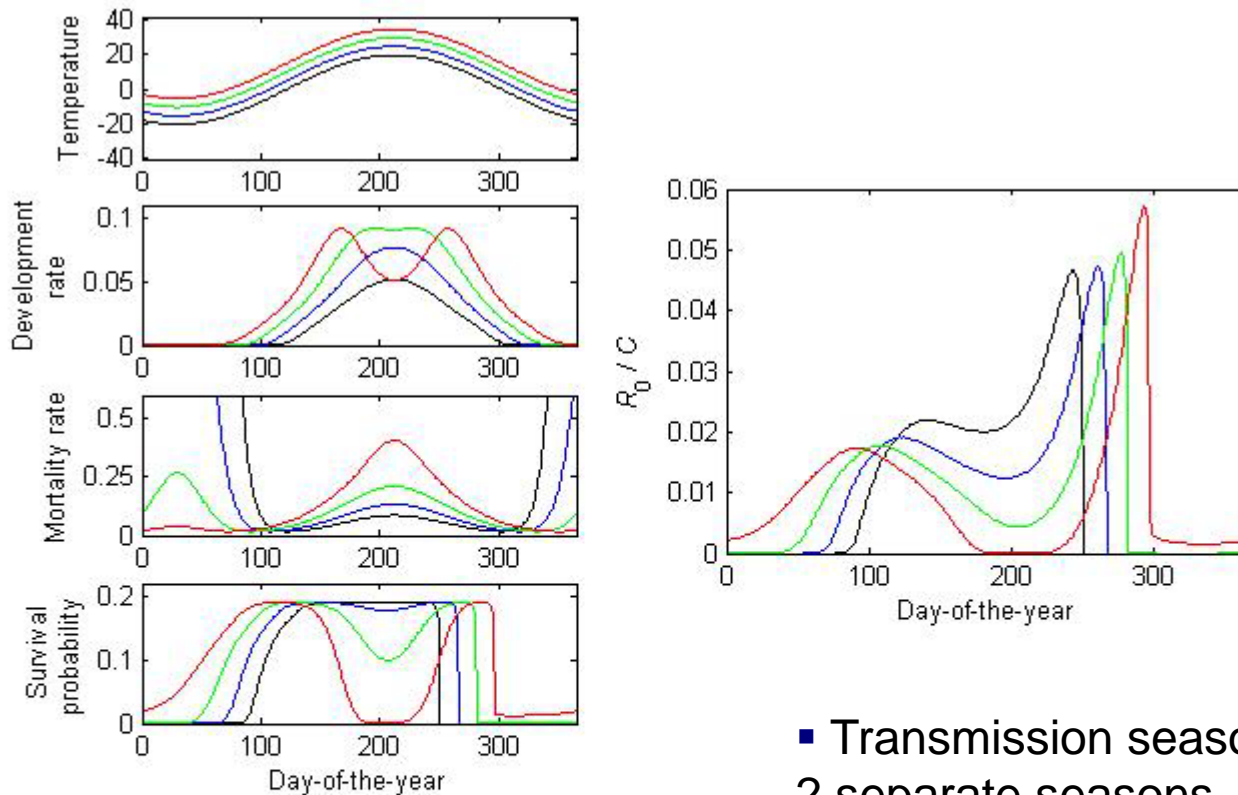 Temperature
40
20
0
-20
-40
0 100 200 300
Development
rate
0.1
0.05
0
0 100 200 300
Mortality rate
0.5
0.25
0
0 100 200 300
Survival
probability
0.2
0.1
0
0 100 200 300
Day-of-the-year
R0 / C
0.06
0.05
0.04
0.03
0.02
0.01
0
0 100 200 300
Day-of-the-year
▪ Transmission seaso
2 separate seasons